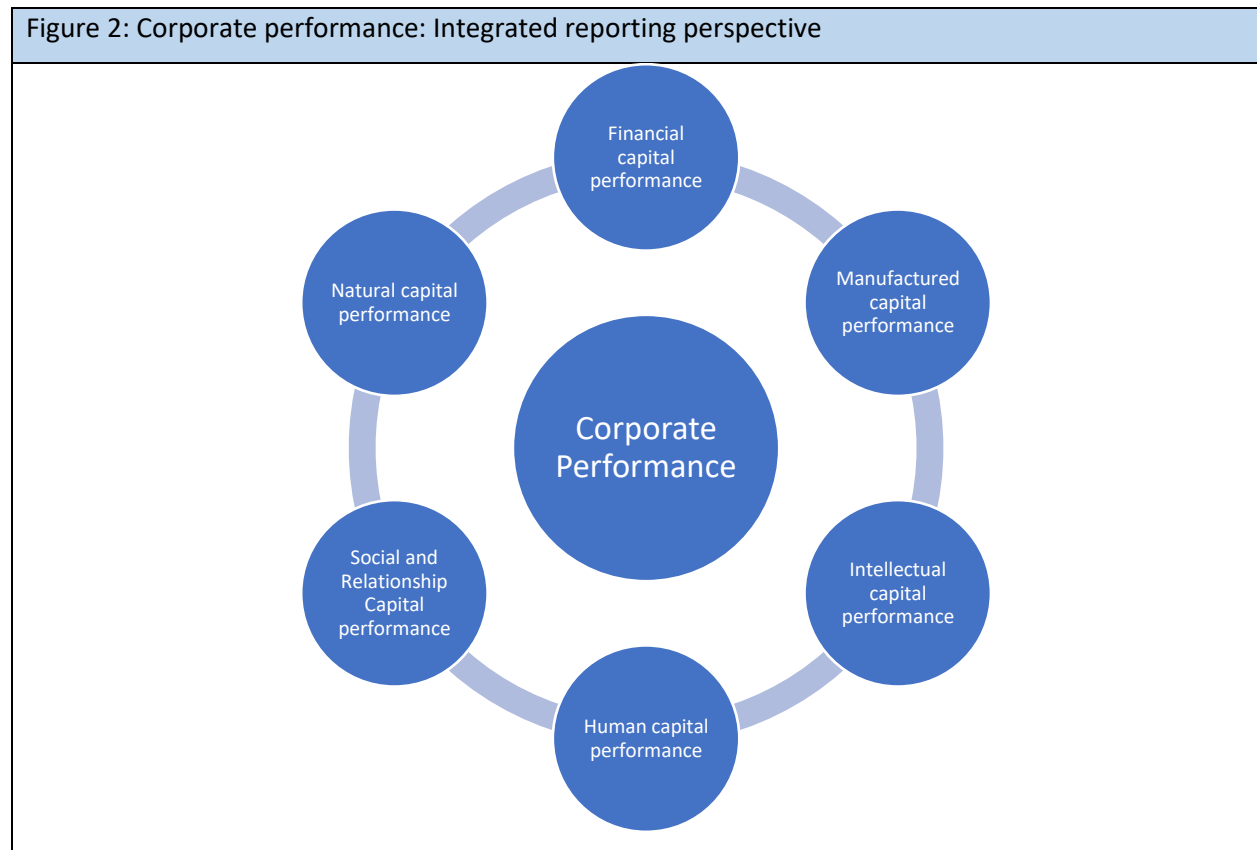 Figure 2: Corporate performance: Integrated reporting perspective
Financial
capital
performance
Manufactured
capital
performance
Intellectual
capital
performance
Human capital
performance
Social and
Relationship
Capital
performance
Natural capital
performance
Corporate
Performance